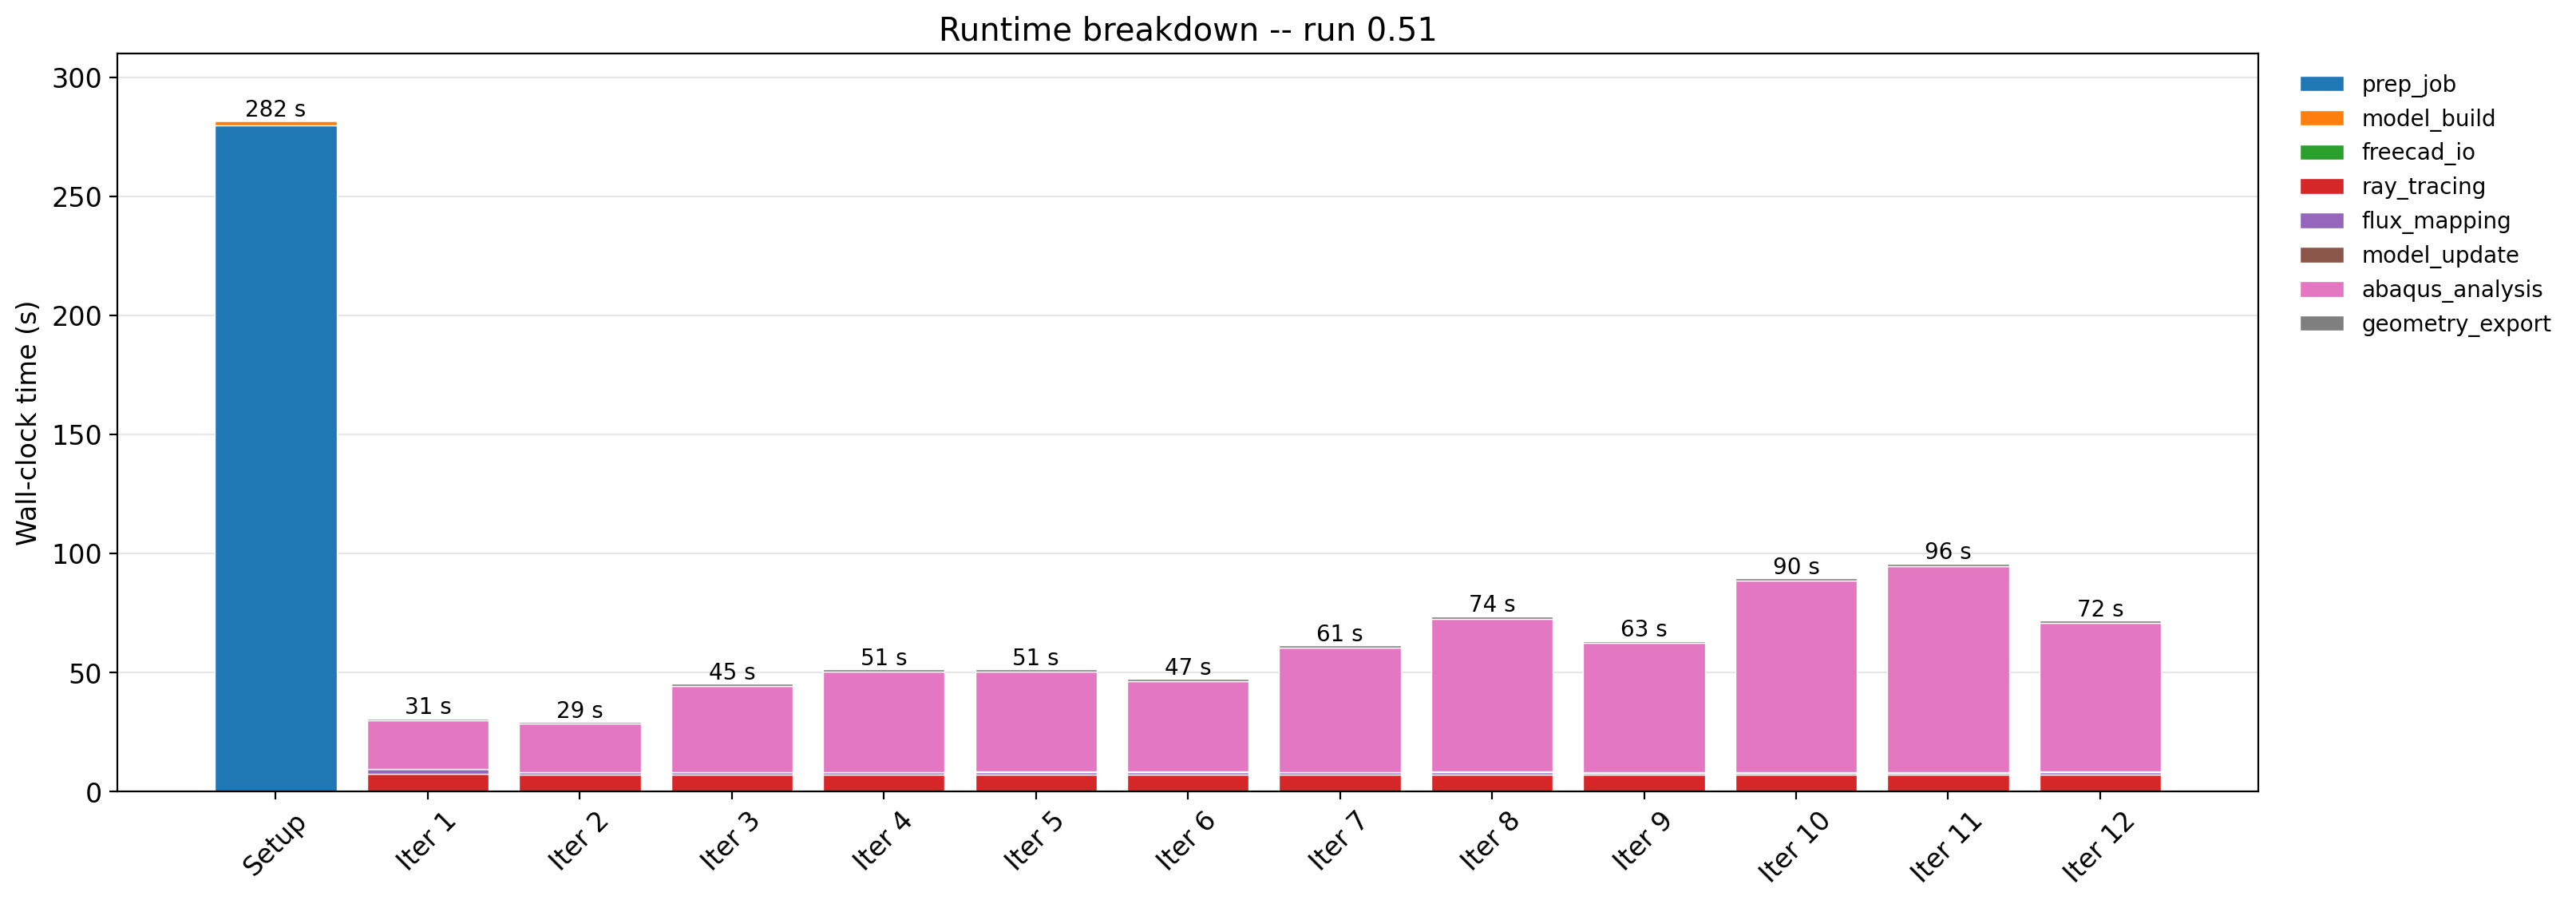 Runtime breakdown -- run 0.51
Wall-clock time (s)
300
250
200
150
100
50
0
282 s
31 s
29 s
45 s
51 s
51 s
47 s
61 s
74 s
63 s
90 s
96 s
72 s
Setup
Iter 1
Iter 2
Iter 3
Iter 4
Iter 5
Iter 6
Iter 7
Iter 8
Iter 9
Iter 10
Iter 11
Iter 12
prep_job
model_build
freecad_io
ray_tracing
flux_mapping
model_update
abaqus_analysis
geometry_export